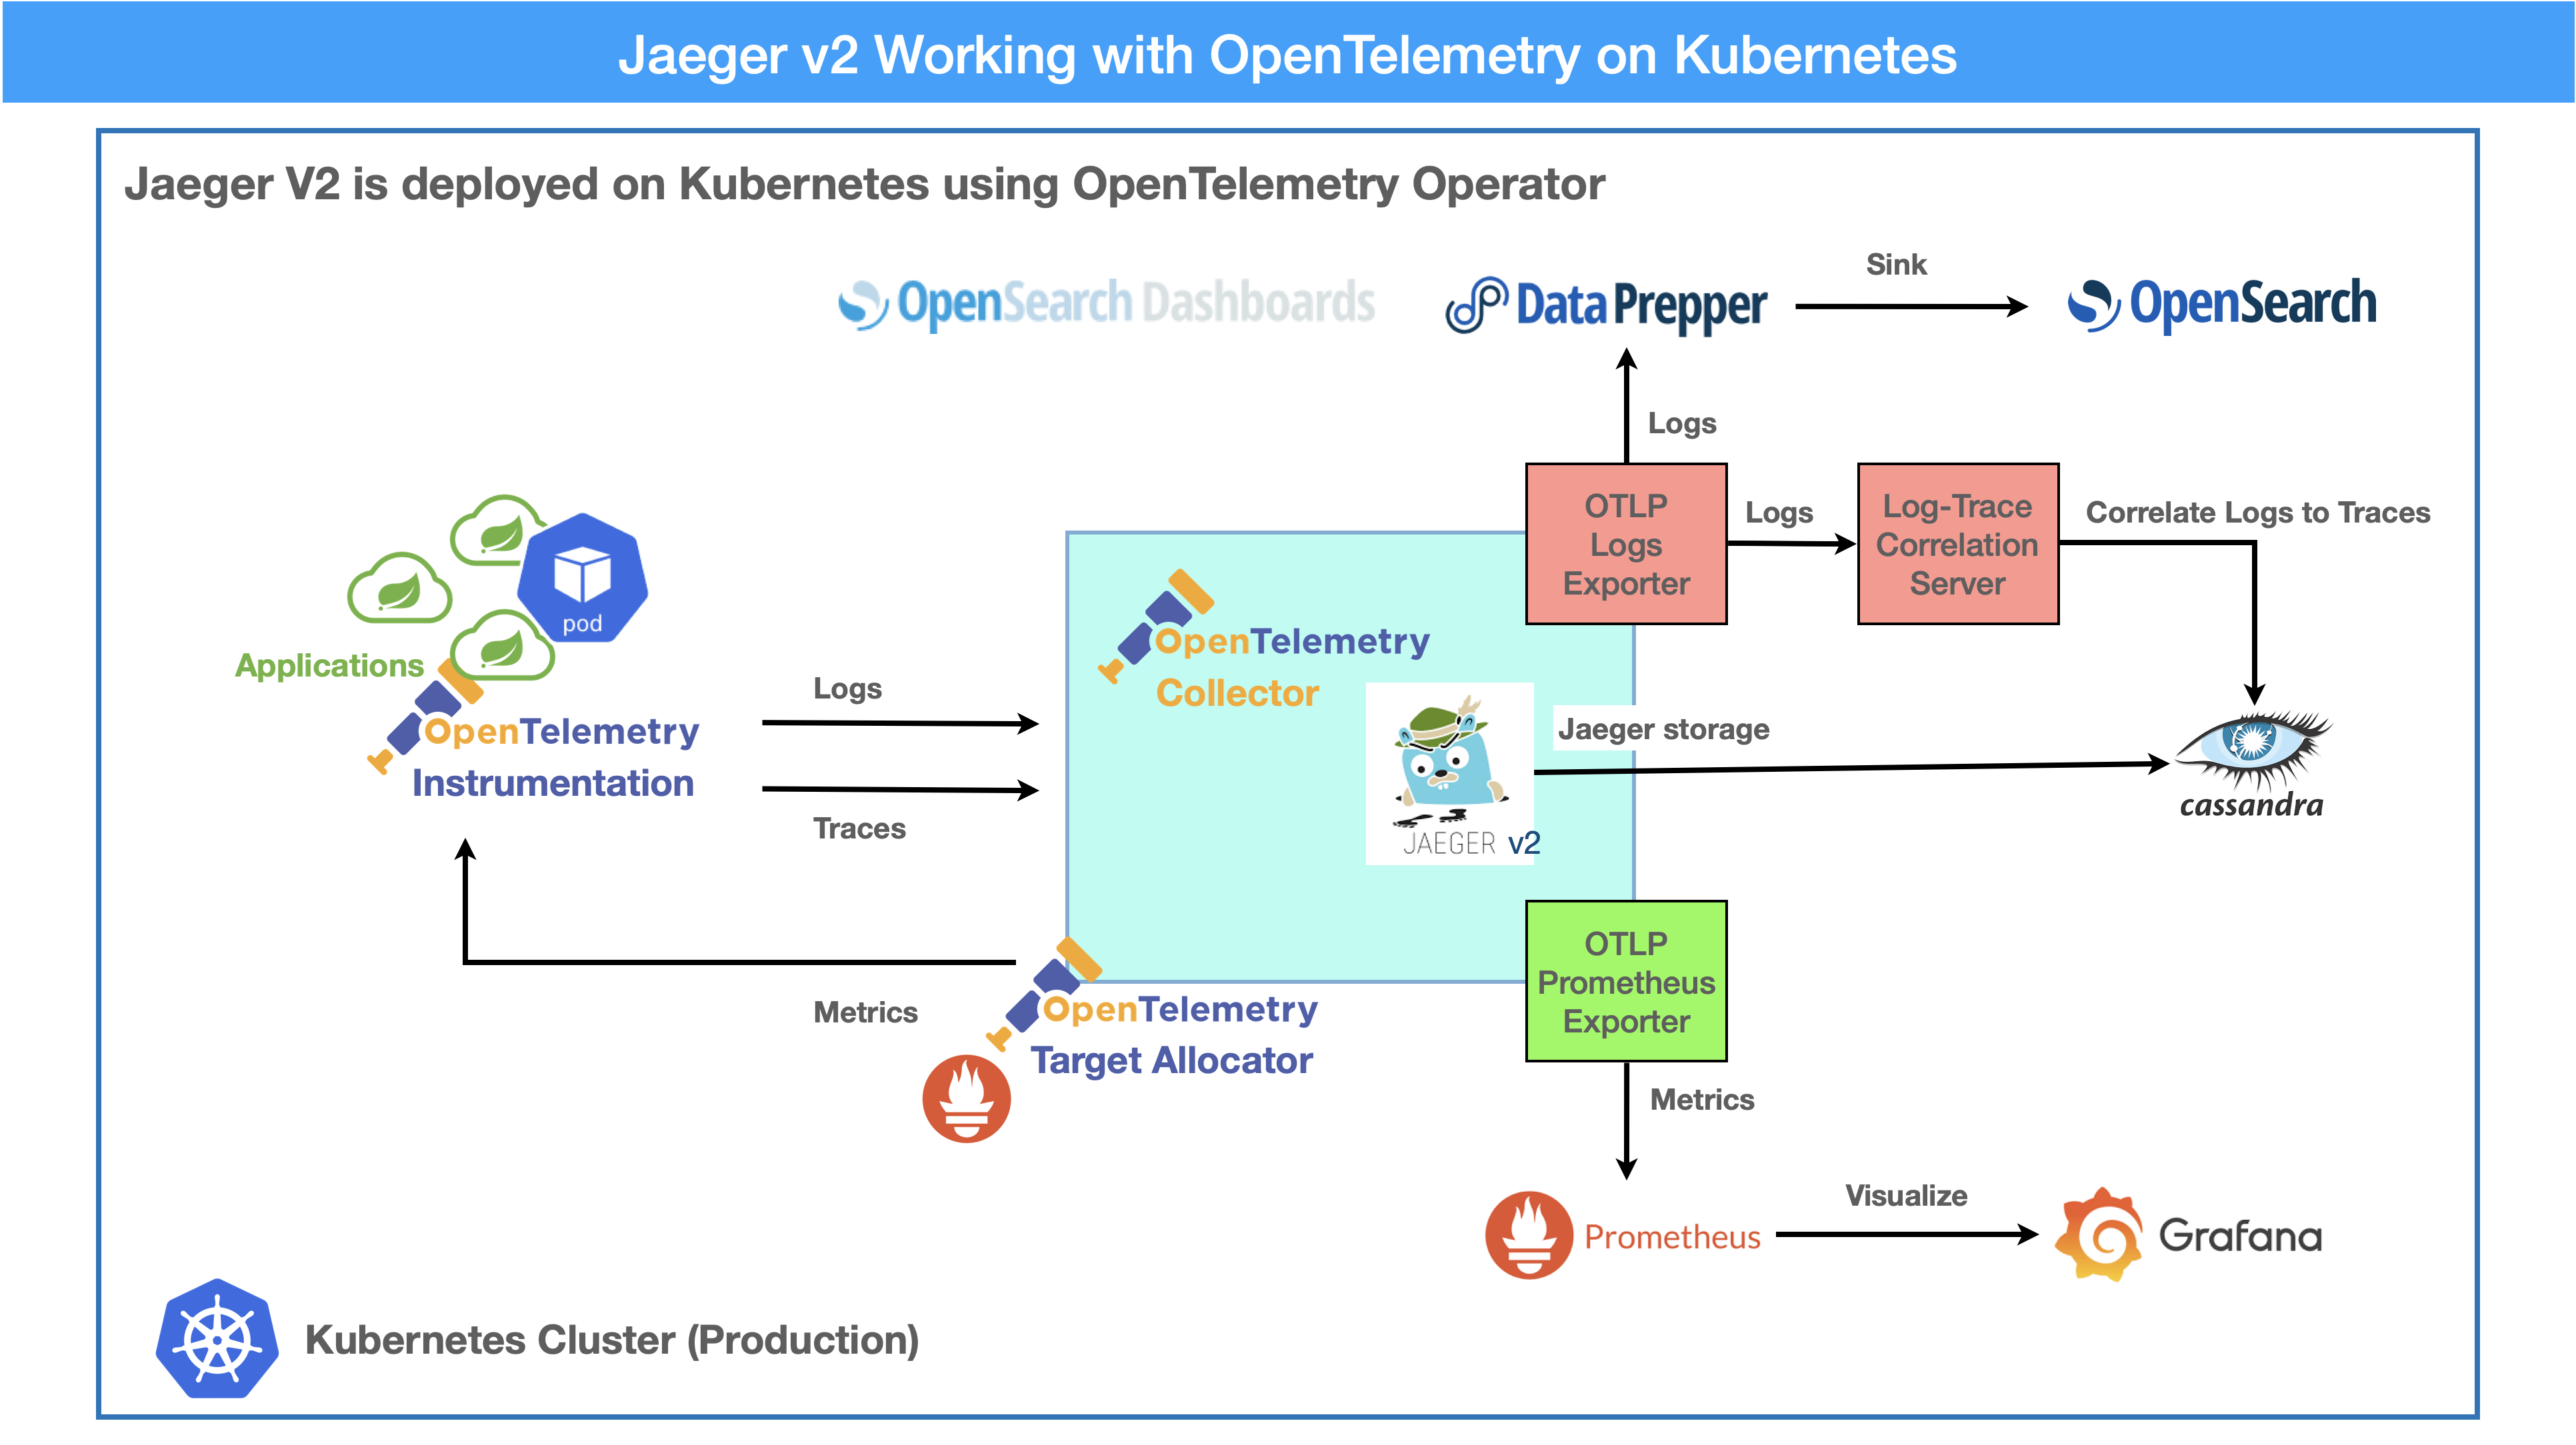 Jaeger v2 Working with OpenTelemetry on Kubernetes
Jaeger V2 is deployed on Kubernetes using OpenTelemetry Operator
OpenSearch Dashboards
Data Prepper
Sink
OpenSearch
Logs
OTLP
Logs
Exporter
Logs
Log-Trace
Correlation
Server
Correlate Logs to Traces
pod
Applications
OpenTelemetry
Instrumentation
Logs
Traces
OpenTelemetry
Collector
JAEGER v2
Jaeger storage
cassandra
Metrics
OpenTelemetry
Target Allocator
OTLP
Prometheus
Exporter
Metrics
Prometheus
Visualize
Grafana
Kubernetes Cluster (Production)